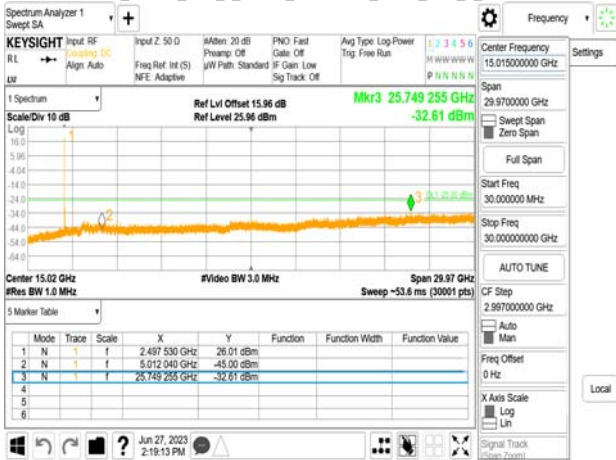 Spectrum Analyzer 1
Swept SA
+
Frequency
KEYSIGHT
Input: RF
Coupling: DC
Align: Auto
Input Z: 50 Ω
Freq Ref: Int (S)
NFE: Adaptive
#Atten: 20 dB
Preamp: Off
µW Path: Standard
PNO: Fast
Gate: Off
IF Gain: Low
Sig Track: Off
Avg Type: Log-Power
Trig: Free Run
1 2 3 4 5 6
M W W W W W
P N N N N N
RL
1 Spectrum
Scale/Div 10 dB
Ref Lvl Offset 15.96 dB
Ref Level 25.96 dBm
Mkr3 25.749 255 GHz
-32.61 dBm
Log
16.0
5.96
-4.04
-14.0
-24.0
-34.0
-44.0
-54.0
-64.0
1
2
3
Center 15.02 GHz
#Res BW 1.0 MHz
#Video BW 3.0 MHz
Span 29.97 GHz
Sweep ~53.6 ms (30001 pts)
5 Marker Table
Mode Trace Scale X Y Function Function Width Function Value
1 N 1 f 2.497 530 GHz 26.01 dBm
2 N 1 f 5.012 040 GHz -45.00 dBm
3 N 1 f 25.749 255 GHz -32.61 dBm
4
5
6
Jun 27, 2023
2:19:13 PM
Center Frequency
15.015000000 GHz
Settings
Span
29.9700000 GHz
Swept Span
Zero Span
Full Span
Start Freq
30.000000 MHz
Stop Freq
30.000000000 GHz
AUTO TUNE
CF Step
2.997000000 GHz
Auto
Man
Freq Offset
0 Hz
X Axis Scale
Log
Lin
Local
Signal Track
(Span Zoom)